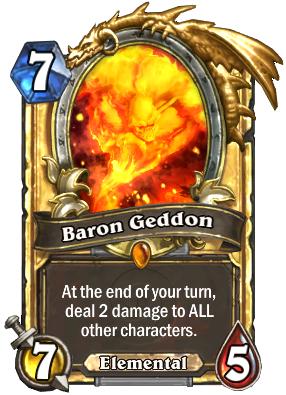 7
Baron Geddon
At the end of your turn,
deal 2 damage to ALL
other characters.
7
Elemental
5